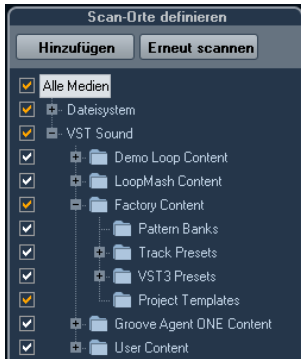 Scan-Orte definieren
Hinzufügen Erneut scannen
Alle Medien
Dateisystem
VST Sound
Demo Loop Content
LoopMash Content
Factory Content
Pattern Banks
Track Presets
VST3 Presets
Project Templates
Groove Agent ONE Content
User Content